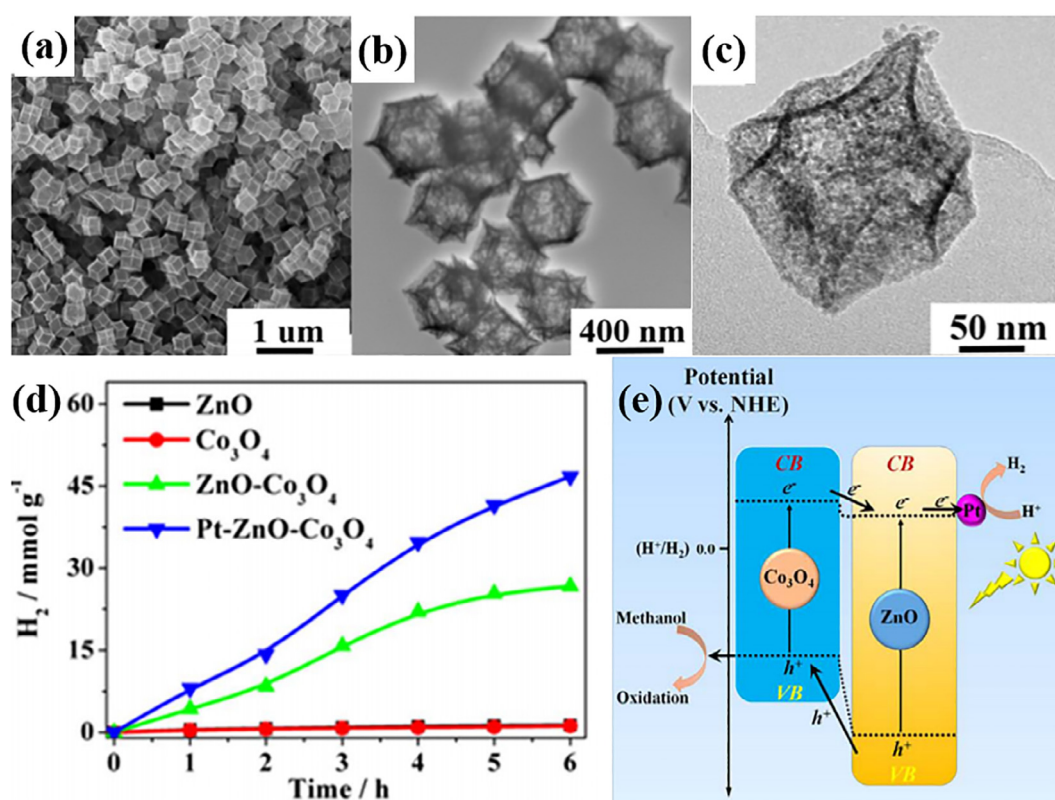 (a)
1 um
(b)
400 nm
(c)
50 nm
(d)
H₂ / mmol g⁻¹
60
45
30
15
0
ZnO
Co₃O₄
ZnO-Co₃O₄
Pt-ZnO-Co₃O₄
0 1 2 3 4 5 6
Time / h
(e)
Potential
(V vs. NHE)
CB
CB
e⁻
e⁻
e⁻
e⁻
Pt
H₂
H⁺
(H⁺/H₂) 0.0
Co₃O₄
ZnO
Methanol
Oxidation
h⁺
VB
h⁺
h⁺
VB